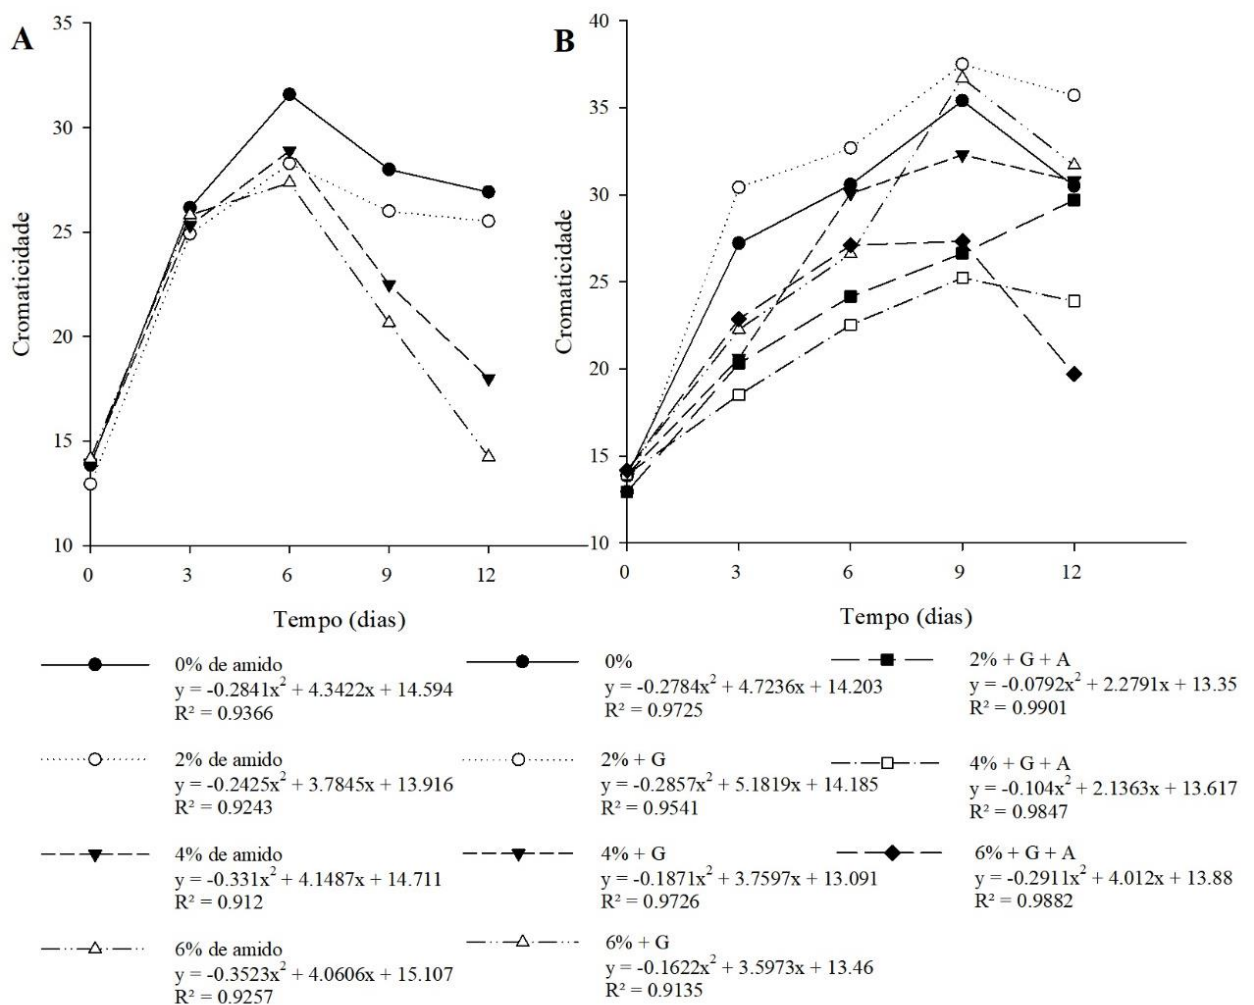 A
35
30
25
20
15
10
Cromaticidade
0 3 6 9 12
Tempo (dias)
B
40
35
30
25
20
15
10
Cromaticidade
0 3 6 9 12
Tempo (dias)
0% de amido
y = -0.2841x² + 4.3422x + 14.594
R² = 0.9366
2% de amido
y = -0.2425x² + 3.7845x + 13.916
R² = 0.9243
4% de amido
y = -0.331x² + 4.1487x + 14.711
R² = 0.912
6% de amido
y = -0.3523x² + 4.0606x + 15.107
R² = 0.9257
0%
y = -0.2784x² + 4.7236x + 14.203
R² = 0.9725
2% + G
y = -0.2857x² + 5.1819x + 14.185
R² = 0.9541
4% + G
y = -0.1871x² + 3.7597x + 13.091
R² = 0.9726
6% + G
y = -0.1622x² + 3.5973x + 13.46
R² = 0.9135
2% + G + A
y = -0.0792x² + 2.2791x + 13.35
R² = 0.9901
4% + G + A
y = -0.104x² + 2.1363x + 13.617
R² = 0.9847
6% + G + A
y = -0.2911x² + 4.012x + 13.88
R² = 0.9882